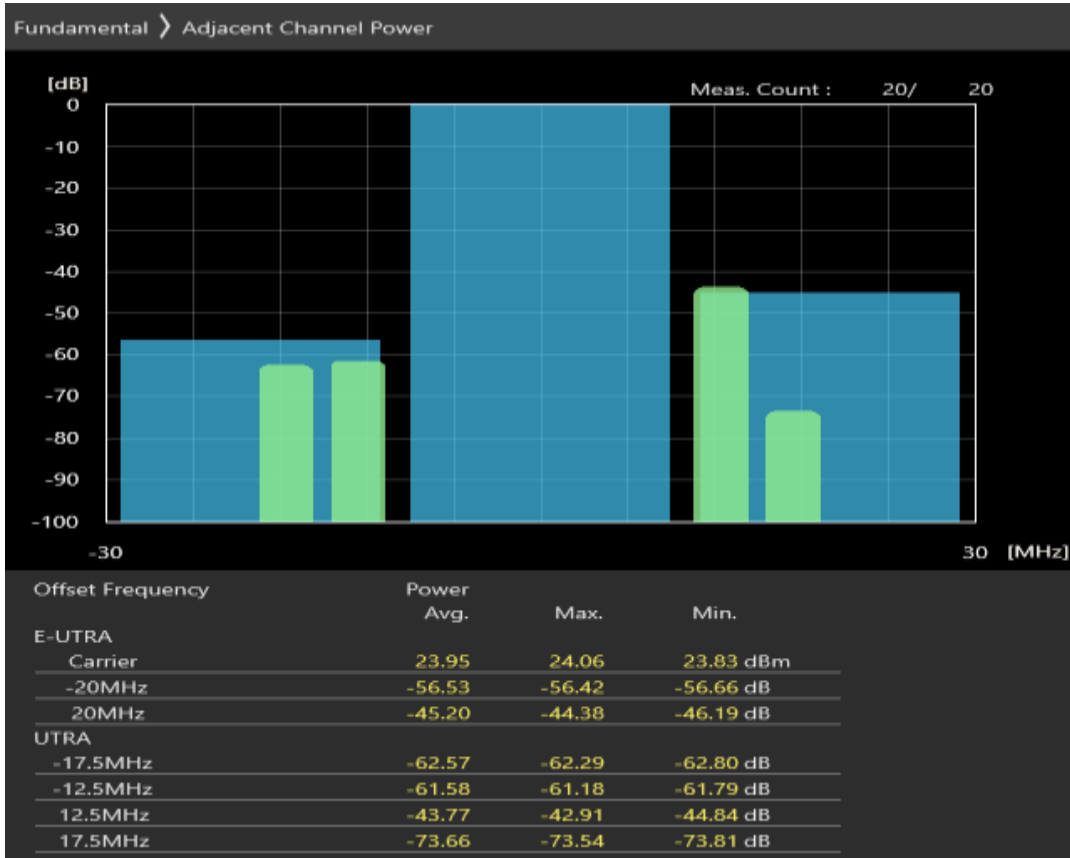 Fundamental 〉 Adjacent Channel Power
[dB]
Meas. Count : 20/ 20
0
-10
-20
-30
-40
-50
-60
-70
-80
-90
-100
-30 30 [MHz]
Offset Frequency Power
Avg. Max. Min.
E-UTRA
Carrier 23.95 24.06 23.83 dBm
-20MHz -56.53 -56.42 -56.66 dB
20MHz -45.20 -44.38 -46.19 dB
UTRA
-17.5MHz -62.57 -62.29 -62.80 dB
-12.5MHz -61.58 -61.18 -61.79 dB
12.5MHz -43.77 -42.91 -44.84 dB
17.5MHz -73.66 -73.54 -73.81 dB